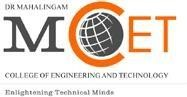 DR MAHALINGAM
MCET
COLLEGE OF ENGINEERING AND TECHNOLOGY
Enlightening Technical Minds